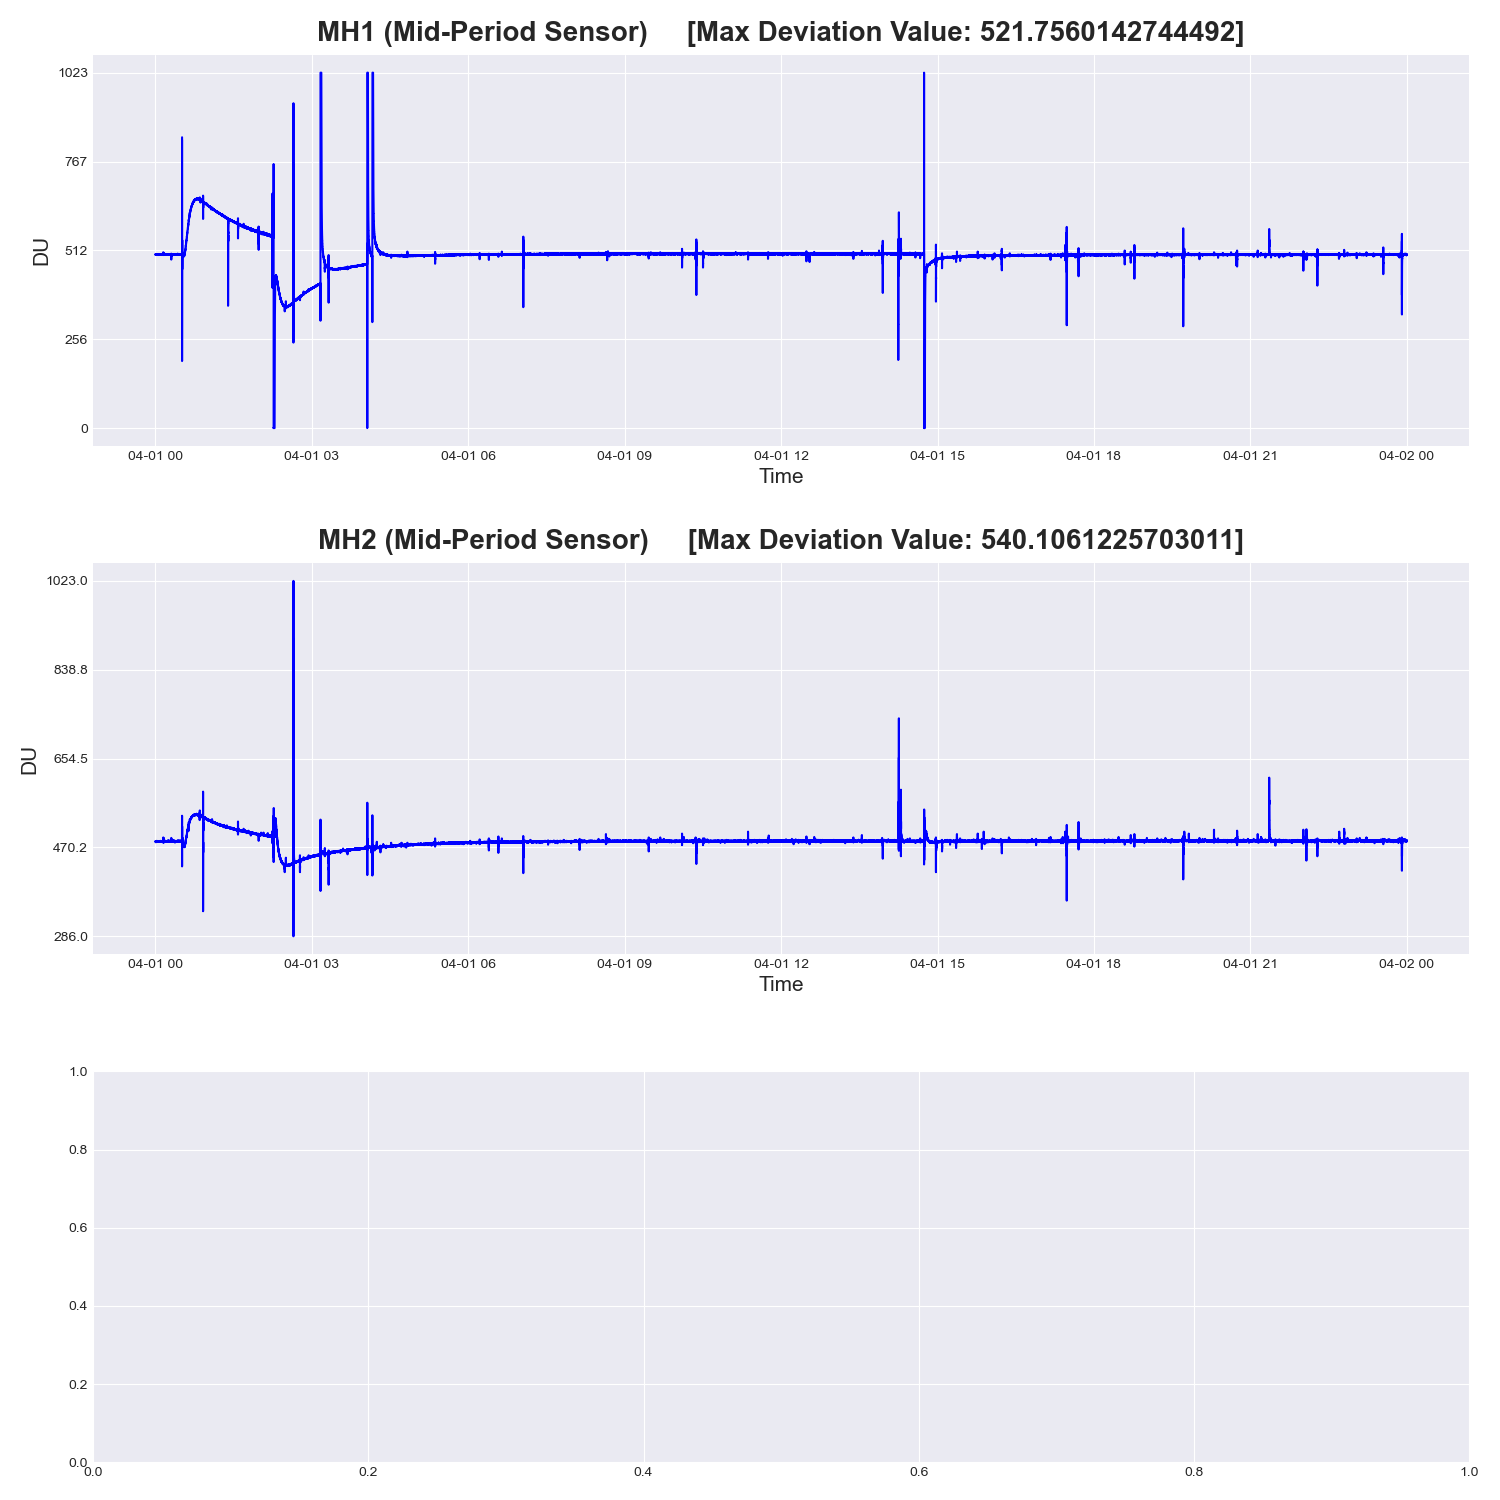 MH1 (Mid-Period Sensor) [Max Deviation Value: 521.7560142744492]
1023
767
512
256
0
DU
04-01 00 04-01 03 04-01 06 04-01 09 04-01 12 04-01 15 04-01 18 04-01 21 04-02 00
Time
MH2 (Mid-Period Sensor) [Max Deviation Value: 540.1061225703011]
1023.0
838.8
654.5
470.2
286.0
DU
04-01 00 04-01 03 04-01 06 04-01 09 04-01 12 04-01 15 04-01 18 04-01 21 04-02 00
Time
1.0
0.8
0.6
0.4
0.2
0.0
0.0 0.2 0.4 0.6 0.8 1.0